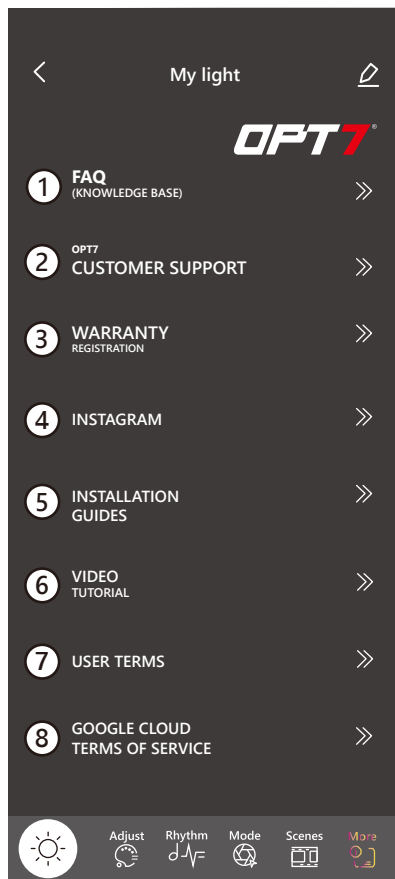 My light
OPT7®
1
FAQ
(KNOWLEDGE BASE)
2
OPT7
CUSTOMER SUPPORT
3
WARRANTY
REGISTRATION
4
INSTAGRAM
5
INSTALLATION
GUIDES
6
VIDEO
TUTORIAL
7
USER TERMS
8
GOOGLE CLOUD
TERMS OF SERVICE
Adjust Rhythm Mode Scenes More